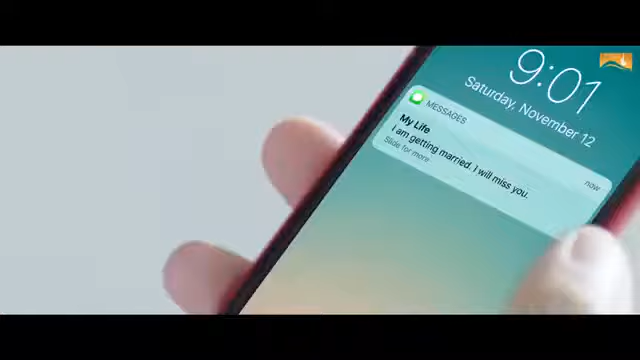 9:01
Saturday, November 12
MESSAGES
now
My Life
I am getting married. I will miss you.
Slide for more